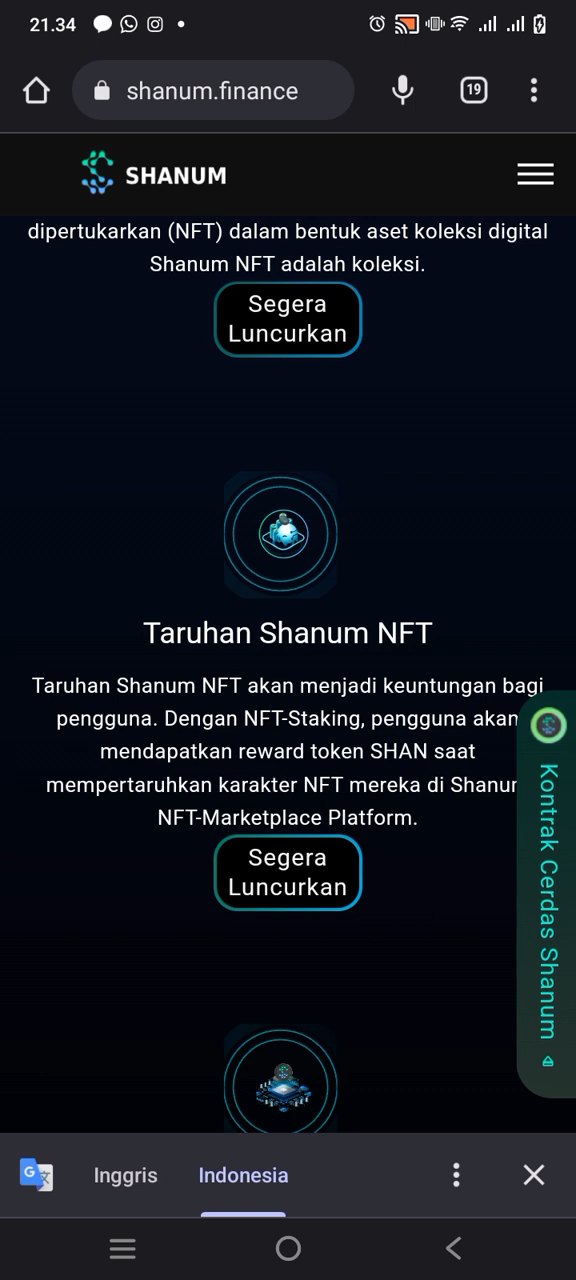 21.34
shanum.finance
19
SHANUM
dipertukarkan (NFT) dalam bentuk aset koleksi digital
Shanum NFT adalah koleksi.
Segera
Luncurkan
Taruhan Shanum NFT
Taruhan Shanum NFT akan menjadi keuntungan bagi
pengguna. Dengan NFT-Staking, pengguna akan
mendapatkan reward token SHAN saat
mempertaruhkan karakter NFT mereka di Shanum
NFT-Marketplace Platform.
Segera
Luncurkan
Kontrak Cerdas Shanum
Inggris
Indonesia